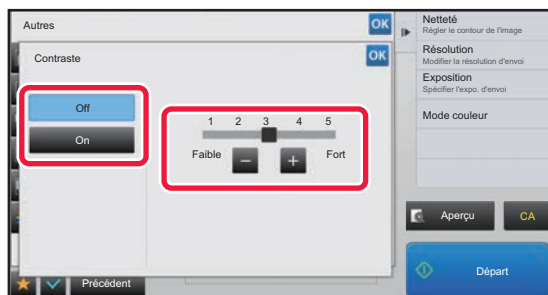 Autres
OK
Contraste
OK
Off
On
1 2 3 4 5
Faible
Fort
Précédent
Netteté
Régler le contour de l'image
Résolution
Modifier la résolution d'envoi
Exposition
Spécifier l'expo. d'envoi
Mode couleur
Aperçu
CA
Départ